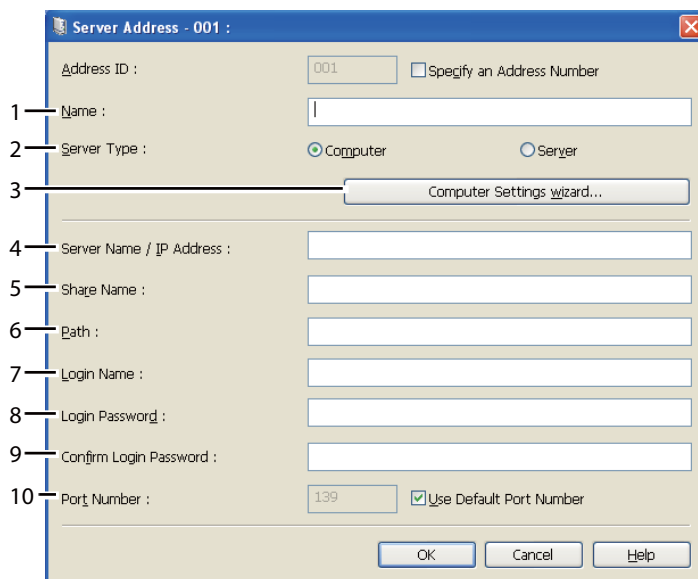 Server Address - 001 :
Address ID : 001 Specify an Address Number
1 Name :
2 Server Type : Computer Server
3 Computer Settings wizard...
4 Server Name / IP Address :
5 Share Name :
6 Path :
7 Login Name :
8 Login Password :
9 Confirm Login Password :
10 Port Number : 139 Use Default Port Number
OK Cancel Help